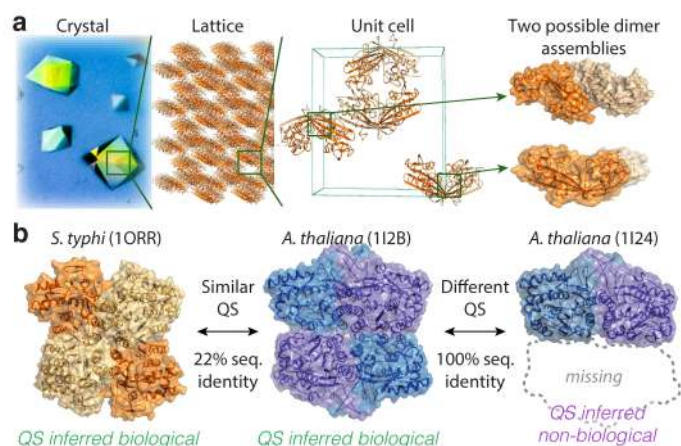 a
Crystal
Lattice
Unit cell
Two possible dimer
assemblies
b
S. typhi (1ORR)
A. thaliana (1I2B)
A. thaliana (1I24)
Similar
QS
22% seq.
identity
Different
QS
100% seq.
identity
missing
QS inferred biological
QS inferred biological
QS inferred
non-biological